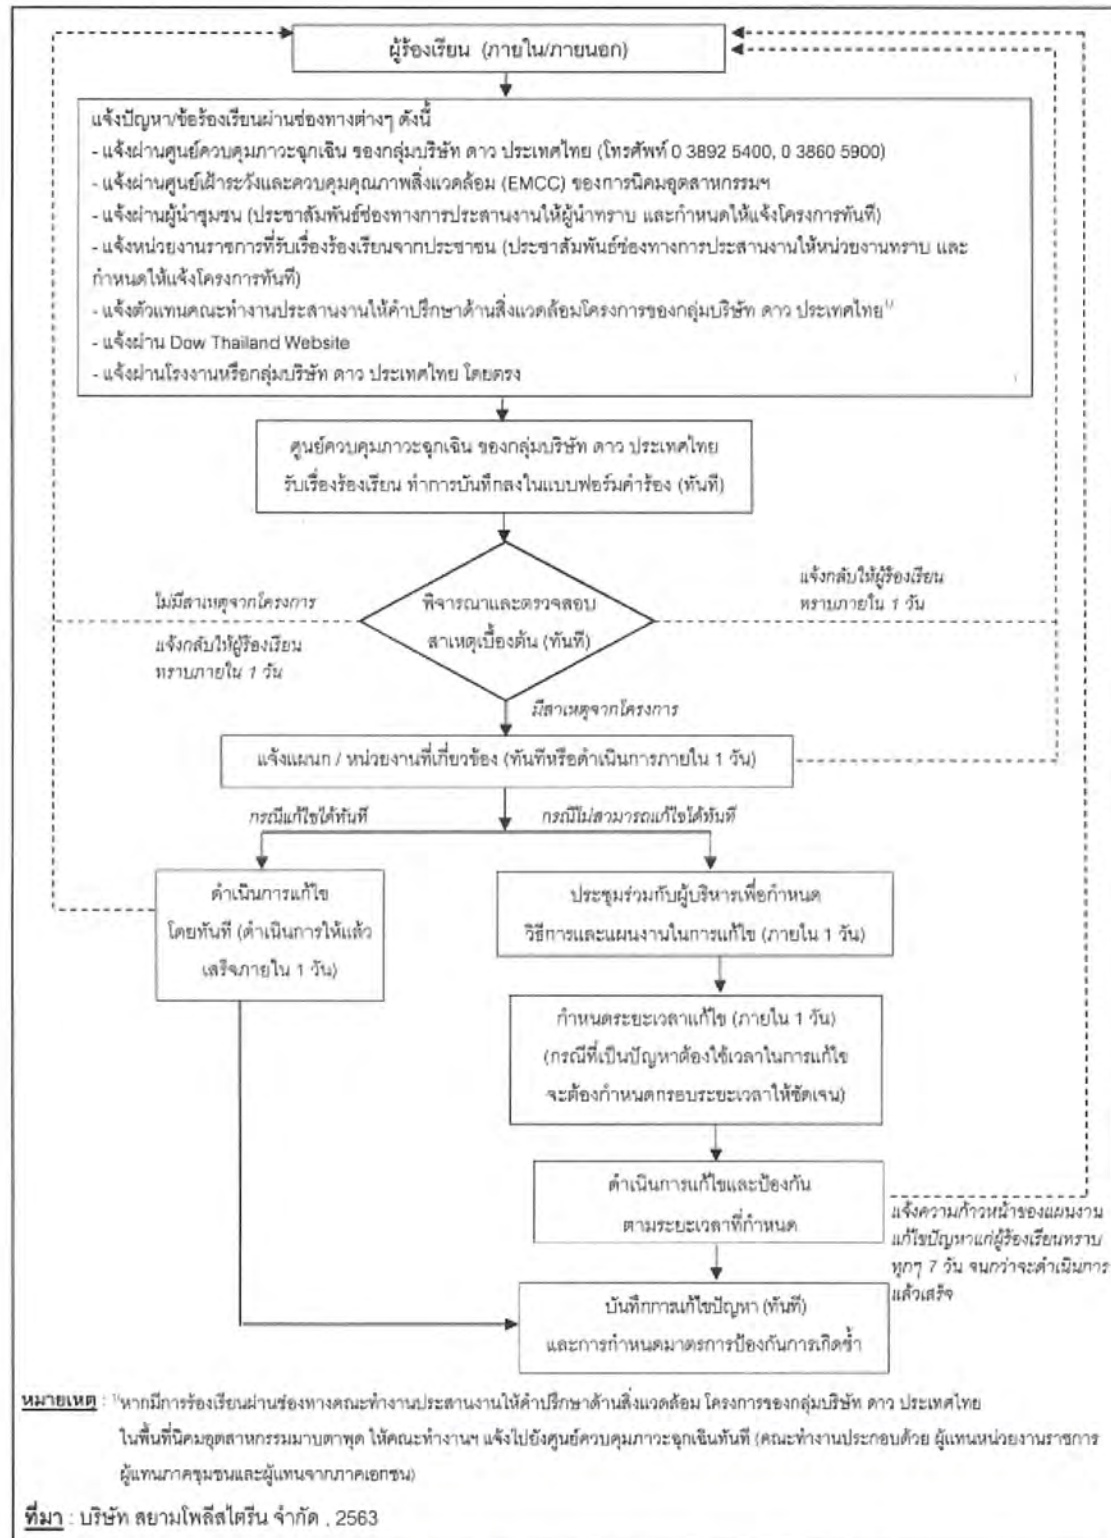 ผู้ร้องเรียน (ภายใน/ภายนอก)
แจ้งปัญหา/ข้อร้องเรียนผ่านช่องทางต่างๆ ดังนี้
- แจ้งผ่านศูนย์ควบคุมภาวะฉุกเฉิน ของกลุ่มบริษัท ดาว ประเทศไทย (โทรศัพท์ 0 3892 5400, 0 3860 5900)
- แจ้งผ่านศูนย์เฝ้าระวังและควบคุมคุณภาพสิ่งแวดล้อม (EMCC) ของการนิคมอุตสาหกรรมฯ
- แจ้งผ่านผู้นำชุมชน (ประชาสัมพันธ์ช่องทางการประสานงานให้ผู้นำทราบ และกำหนดให้แจ้งโครงการทันที)
- แจ้งหน่วยงานราชการที่รับเรื่องร้องเรียนจากประชาชน (ประชาสัมพันธ์ช่องทางการประสานงานให้หน่วยงานทราบ และ
กำหนดให้แจ้งโครงการทันที)
- แจ้งตัวแทนคณะทำงานประสานงานให้คำปรึกษาด้านสิ่งแวดล้อมโครงการของกลุ่มบริษัท ดาว ประเทศไทย¹/
- แจ้งผ่าน Dow Thailand Website
- แจ้งผ่านโรงงานหรือกลุ่มบริษัท ดาว ประเทศไทย โดยตรง
ศูนย์ควบคุมภาวะฉุกเฉิน ของกลุ่มบริษัท ดาว ประเทศไทย
รับเรื่องร้องเรียน ทำการบันทึกลงในแบบฟอร์มคำร้อง (ทันที)
พิจารณาและตรวจสอบ
สาเหตุเบื้องต้น (ทันที)
ไม่มีสาเหตุจากโครงการ
แจ้งกลับให้ผู้ร้องเรียน
ทราบภายใน 1 วัน
แจ้งกลับให้ผู้ร้องเรียน
ทราบภายใน 1 วัน
มีสาเหตุจากโครงการ
แจ้งแผนก / หน่วยงานที่เกี่ยวข้อง (ทันทีหรือดำเนินการภายใน 1 วัน)
กรณีแก้ไขได้ทันที
กรณีไม่สามารถแก้ไขได้ทันที
ดำเนินการแก้ไข
โดยทันที (ดำเนินการให้แล้ว
เสร็จภายใน 1 วัน)
ประชุมร่วมกับผู้บริหารเพื่อกำหนด
วิธีการและแผนงานในการแก้ไข (ภายใน 1 วัน)
กำหนดระยะเวลาแก้ไข (ภายใน 1 วัน)
(กรณีที่เป็นปัญหาต้องใช้เวลาในการแก้ไข
จะต้องกำหนดกรอบระยะเวลาให้ชัดเจน)
ดำเนินการแก้ไขและป้องกัน
ตามระยะเวลาที่กำหนด
แจ้งความก้าวหน้าของแผนงาน
แก้ไขปัญหาแก่ผู้ร้องเรียนทราบ
ทุกๆ 7 วัน จนกว่าจะดำเนินการ
แล้วเสร็จ
บันทึกการแก้ไขปัญหา (ทันที)
และการกำหนดมาตรการป้องกันการเกิดซ้ำ
หมายเหตุ : ¹/หากมีการร้องเรียนผ่านช่องทางคณะทำงานประสานงานให้คำปรึกษาด้านสิ่งแวดล้อม โครงการของกลุ่มบริษัท ดาว ประเทศไทย
ในพื้นที่นิคมอุตสาหกรรมมาบตาพุด ให้คณะทำงานฯ แจ้งไปยังศูนย์ควบคุมภาวะฉุกเฉินทันที (คณะทำงานประกอบด้วย ผู้แทนหน่วยงานราชการ
ผู้แทนภาคชุมชนและผู้แทนจากภาคเอกชน)
ที่มา : บริษัท สยามโพลีสไตรีน จำกัด , 2563